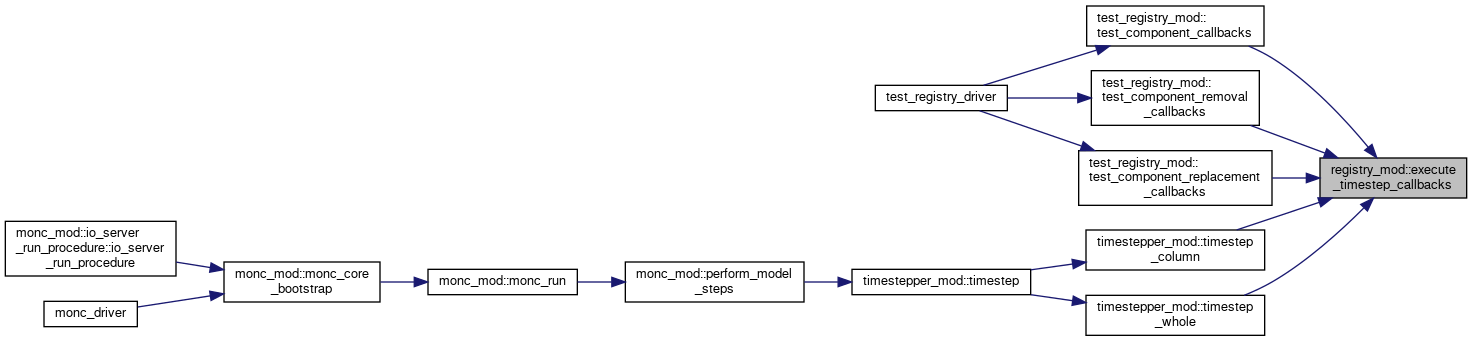 test_registry_mod::
test_component_callbacks
test_registry_driver
test_registry_mod::
test_component_removal
_callbacks
test_registry_mod::
test_component_replacement
_callbacks
registry_mod::execute
_timestep_callbacks
monc_mod::io_server
_run_procedure::io_server
_run_procedure
monc_driver
monc_mod::monc_core
_bootstrap
monc_mod::monc_run
monc_mod::perform_model
_steps
timestepper_mod::timestep
timestepper_mod::timestep
_column
timestepper_mod::timestep
_whole